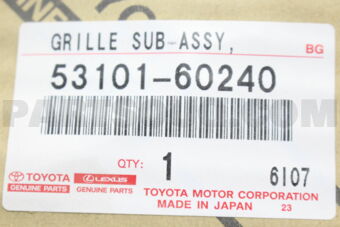 GRILLE SUB-ASSY,
BG
53101-60240
QTY: 1
6I07
TOYOTA
GENUINE PARTS
LEXUS
GENUINE PARTS
TOYOTA MOTOR CORPORATION
MADE IN JAPAN 23